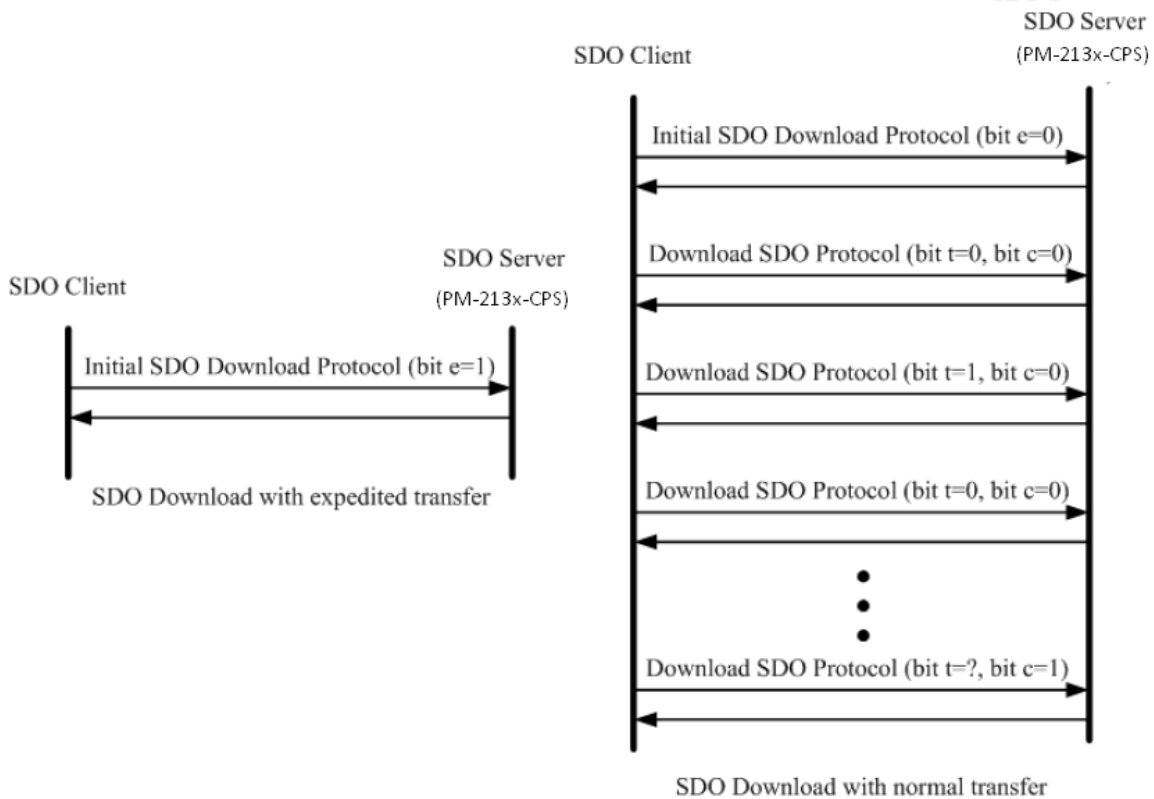 SDO Client
SDO Server
(PM-213x-CPS)
Initial SDO Download Protocol (bit e=1)
SDO Download with expedited transfer
SDO Client
SDO Server
(PM-213x-CPS)
Initial SDO Download Protocol (bit e=0)
Download SDO Protocol (bit t=0, bit c=0)
Download SDO Protocol (bit t=1, bit c=0)
Download SDO Protocol (bit t=0, bit c=0)
Download SDO Protocol (bit t=?, bit c=1)
SDO Download with normal transfer